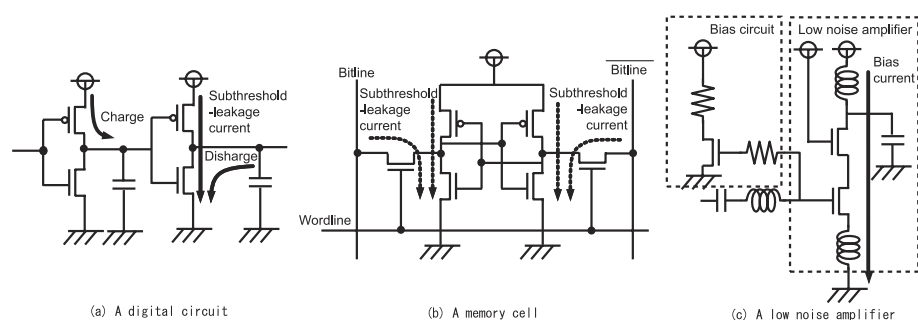 Charge
Subthreshold
-leakage
current
Disharge
(a) A digital circuit
Bitline
Bitline
Subthreshold
-leakage
current
Subthreshold
-leakage
current
Wordline
(b) A memory cell
Bias circuit
Low noise amplifier
Bias
current
(c) A low noise amplifier